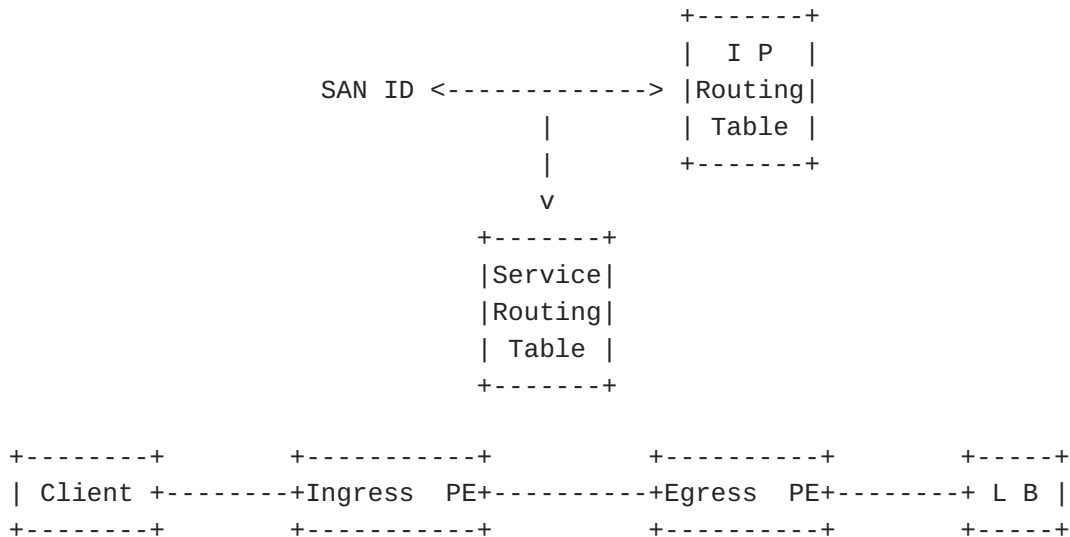 +-------+
|  I P  |
SAN ID <-------------> |Routing|
|        | Table |
|        +-------+
v
+-------+
|Service|
|Routing|
| Table |
+-------+
+--------+        +-----------+          +----------+        +-----+
| Client +--------+Ingress  PE+----------+Egress  PE+--------+ L B |
+--------+        +-----------+          +----------+        +-----+